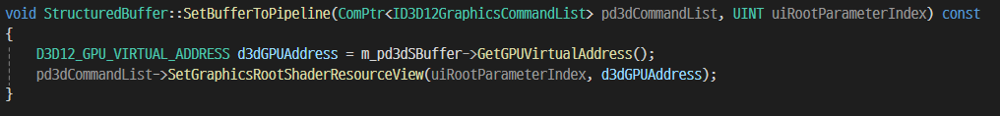 void StructuredBuffer::SetBufferToPipeline(ComPtr<ID3D12GraphicsCommandList> pd3dCommandList, UINT uiRootParameterIndex) const
{
    D3D12_GPU_VIRTUAL_ADDRESS d3dGPUAddress = m_pd3dSBuffer->GetGPUVirtualAddress();
    pd3dCommandList->SetGraphicsRootShaderResourceView(uiRootParameterIndex, d3dGPUAddress);
}